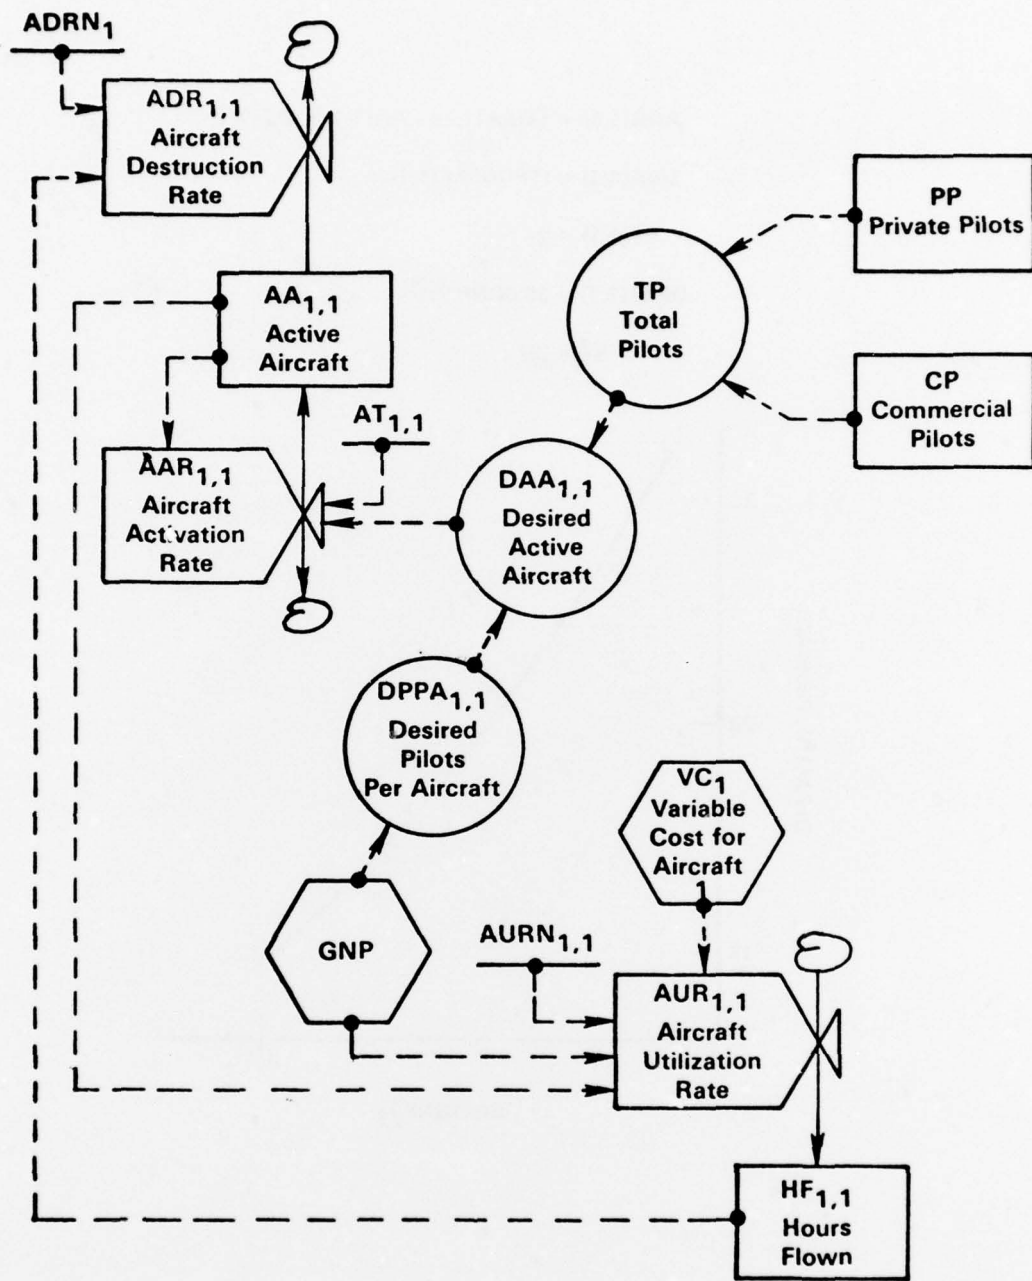 ADRN1
ADR1,1
Aircraft
Destruction
Rate
PP
Private Pilots
TP
Total
Pilots
AA1,1
Active
Aircraft
CP
Commercial
Pilots
AT1,1
AAR1,1
Aircraft
Activation
Rate
DAA1,1
Desired
Active
Aircraft
DPPA1,1
Desired
Pilots
Per Aircraft
VC1
Variable
Cost for
Aircraft
1
GNP
AURN1,1
AUR1,1
Aircraft
Utilization
Rate
HF1,1
Hours
Flown